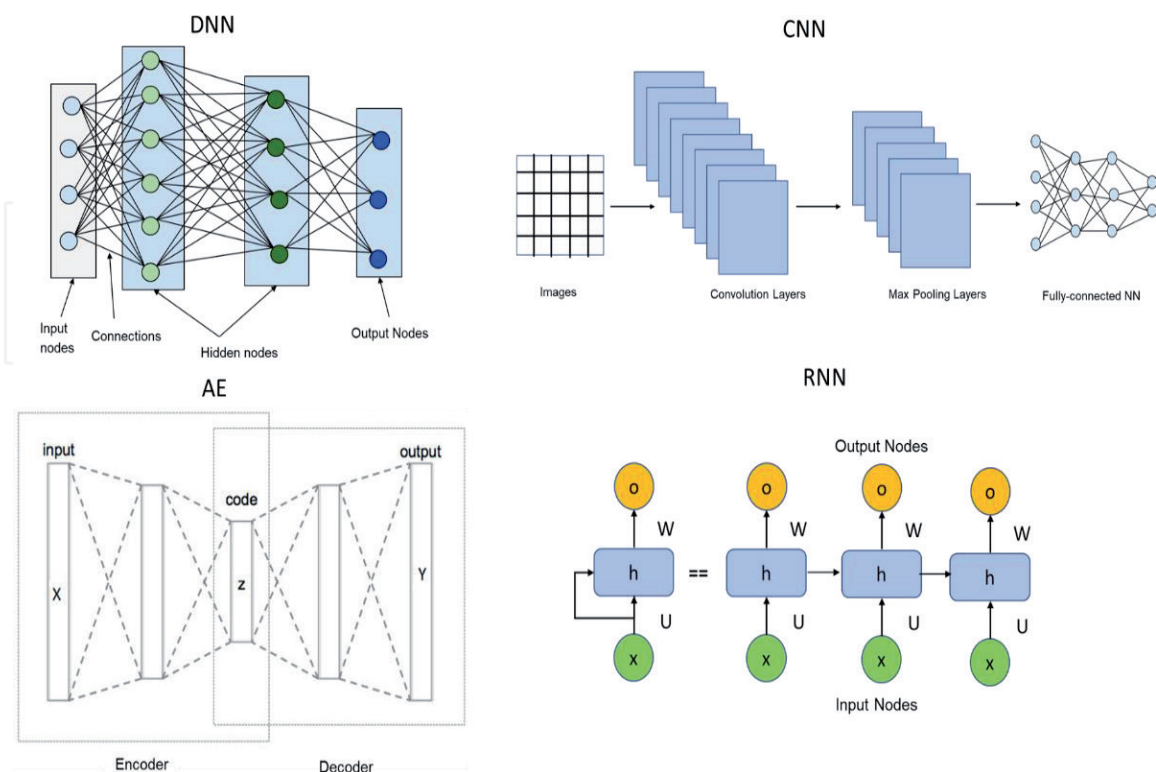 DNN
Input
nodes
Connections
Hidden nodes
Output Nodes
CNN
Images
Convolution Layers
Max Pooling Layers
Fully-connected NN
AE
input
output
code
X
z
Y
Encoder
Decoder
RNN
Output Nodes
o o o o
W W W W
h == h h h
U U U U
x x x x
Input Nodes